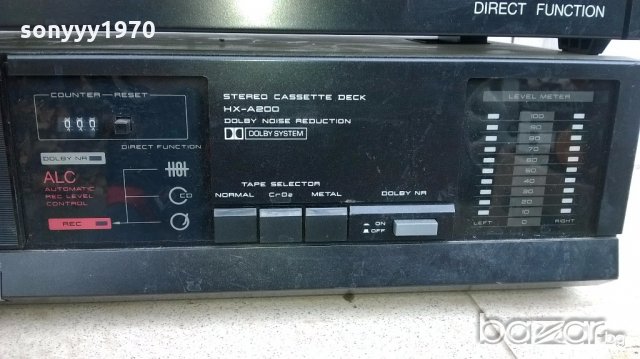 sonyyy1970
DIRECT FUNCTION
COUNTER RESET
000
DIRECT FUNCTION
DOLBY NR
ALC
AUTOMATIC
REC LEVEL
CONTROL
REC
CD
STEREO CASSETTE DECK
HX-A200
DOLBY NOISE REDUCTION
DOLBY SYSTEM
TAPE SELECTOR
NORMAL CrO2 METAL
DOLBY NR
ON
OFF
LEVEL METER
100
90
80
70
60
50
40
30
20
10
LEFT 0 RIGHT
bazar.bg